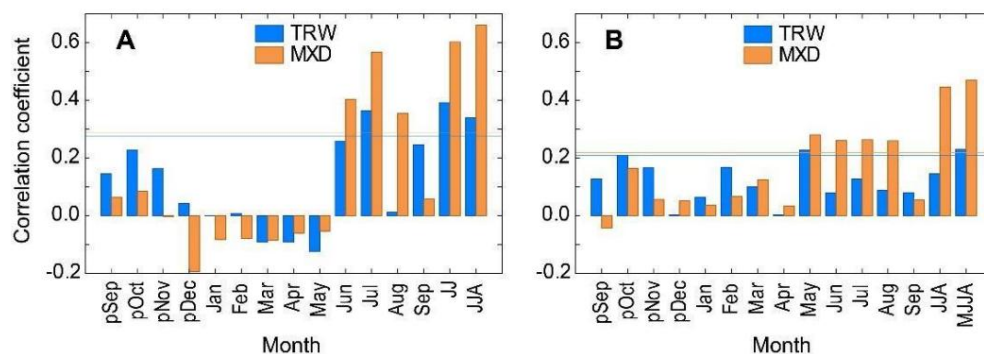 A
TRW
MXD
0.6
0.4
0.2
0.0
-0.2
Correlation coefficient
pSep
pOct
pNov
pDec
Jan
Feb
Mar
Apr
May
Jun
Jul
Aug
Sep
JJ
JJA
Month
B
TRW
MXD
0.6
0.4
0.2
0.0
-0.2
pSep
pOct
pNov
pDec
Jan
Feb
Mar
Apr
May
Jun
Jul
Aug
Sep
JJA
MJJA
Month